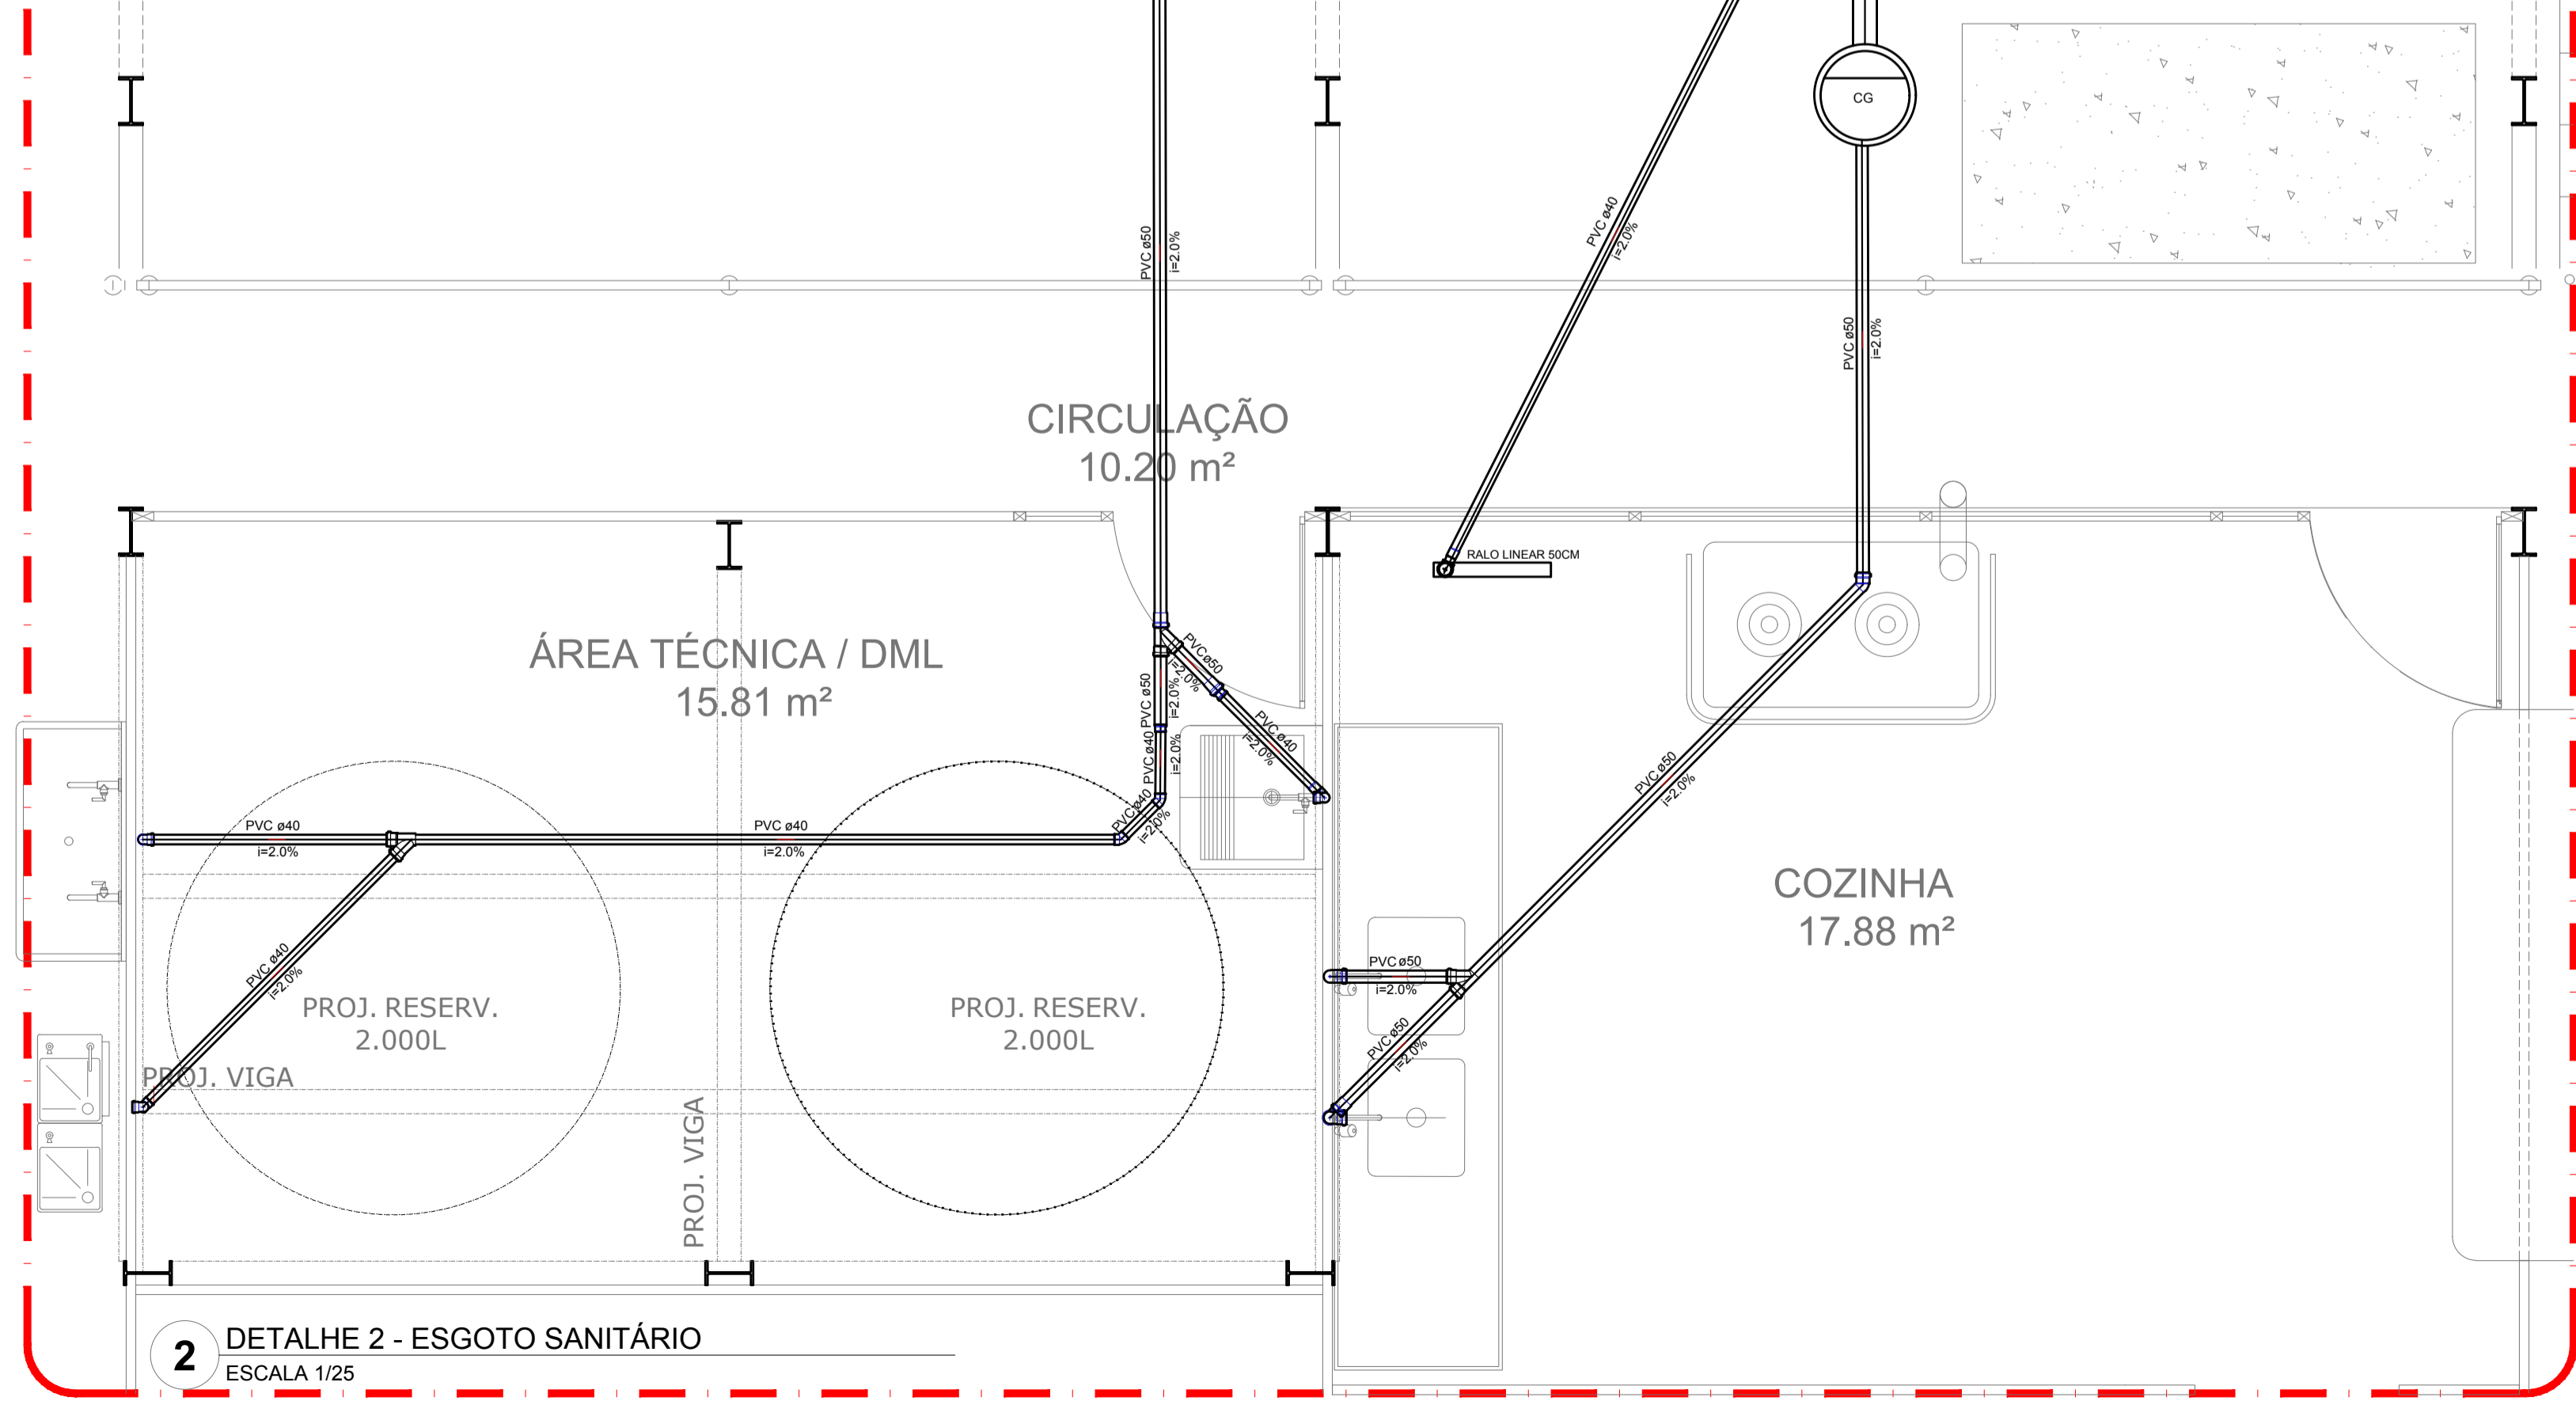 CG
PVC ø50
i=2.0%
PVC ø40
i=2.0%
PVC ø50
i=2.0%
CIRCULAÇÃO
10.20 m²
RALO LINEAR 50CM
ÁREA TÉCNICA / DML
15.81 m²
PVC ø50
i=2.0%
PVC ø50
i=2.0%
PVC ø40
i=2.0%
PVC ø40
i=2.0%
PVC ø40
i=2.0%
PVC ø50
i=2.0%
PVC ø40
i=2.0%
PVC ø40
i=2.0%
COZINHA
17.88 m²
PVC ø40
i=2.0%
PVC ø50
i=2.0%
PVC ø50
i=2.0%
PROJ. RESERV.
2.000L
PROJ. RESERV.
2.000L
PROJ. VIGA
PROJ. VIGA
2
DETALHE 2 - ESGOTO SANITÁRIO
ESCALA 1/25